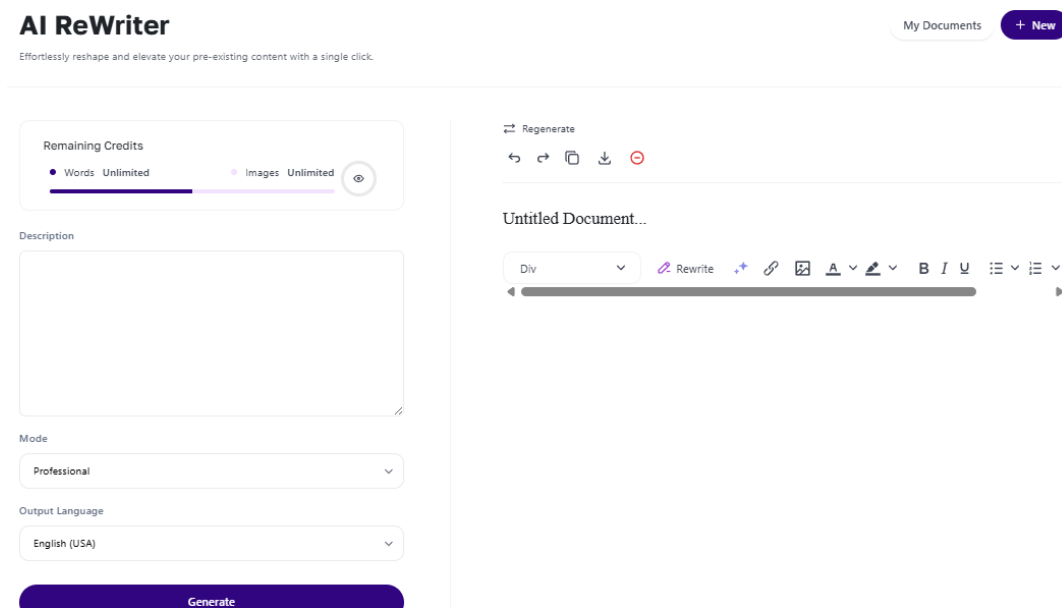 AI ReWriter
Effortlessly reshape and elevate your pre-existing content with a single click.
My Documents
+ New
Remaining Credits
Words Unlimited
Images Unlimited
Description
Mode
Professional
Output Language
English (USA)
Generate
Regenerate
Untitled Document...
Div
Rewrite
A
B I U